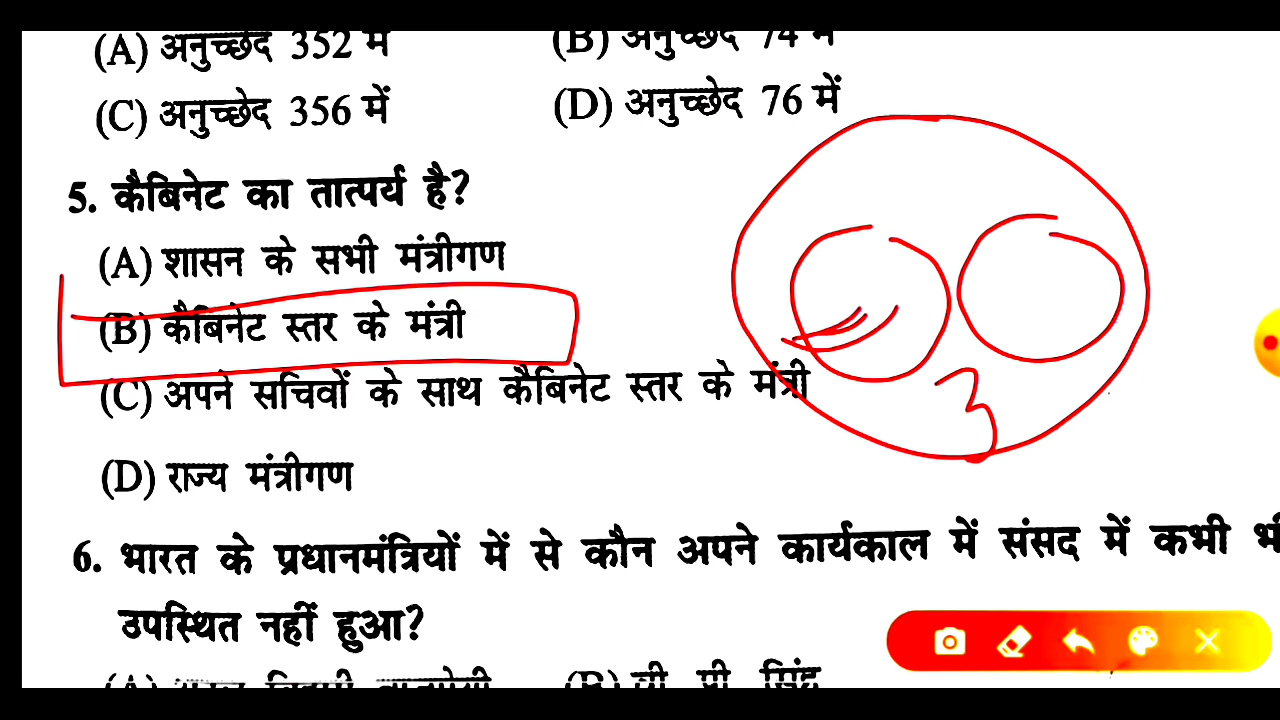 (A) अनुच्छेद 352 में (B) अनुच्छेद 74 में
(C) अनुच्छेद 356 में (D) अनुच्छेद 76 में
5. कैबिनेट का तात्पर्य है?
(A) शासन के सभी मंत्रीगण
(B) कैबिनेट स्तर के मंत्री
(C) अपने सचिवों के साथ कैबिनेट स्तर के मंत्री
(D) राज्य मंत्रीगण
6. भारत के प्रधानमंत्रियों में से कौन अपने कार्यकाल में संसद में कभी
उपस्थित नहीं हुआ?
(A) (B) वी पी सिंह